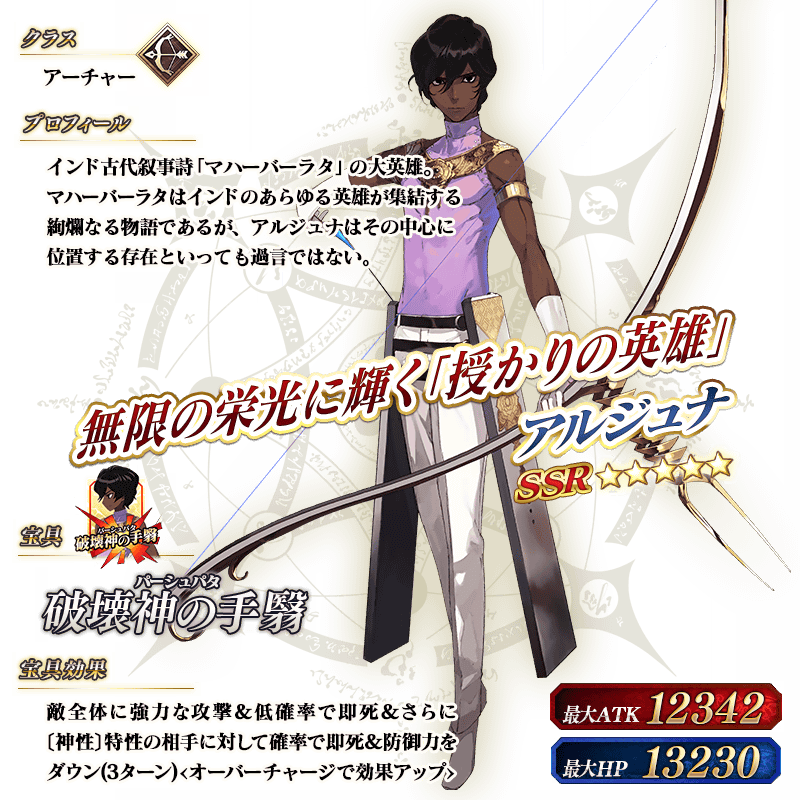 クラス
アーチャー
プロフィール
インド古代叙事詩「マハーバーラタ」の大英雄。
マハーバーラタはインドのあらゆる英雄が集結する
絢爛なる物語であるが、アルジュナはその中心に
位置する存在といっても過言ではない。
無限の栄光に輝く「授かりの英雄」
アルジュナ
SSR ☆☆☆☆☆
宝具
パーシュパタ
破壊神の手翳
パーシュパタ
破壊神の手翳
宝具効果
敵全体に強力な攻撃&低確率で即死&さらに
〔神性〕特性の相手に対して確率で即死&防御力を
ダウン(3ターン)<オーバーチャージで効果アップ>
最大ATK 12342
最大HP 13230